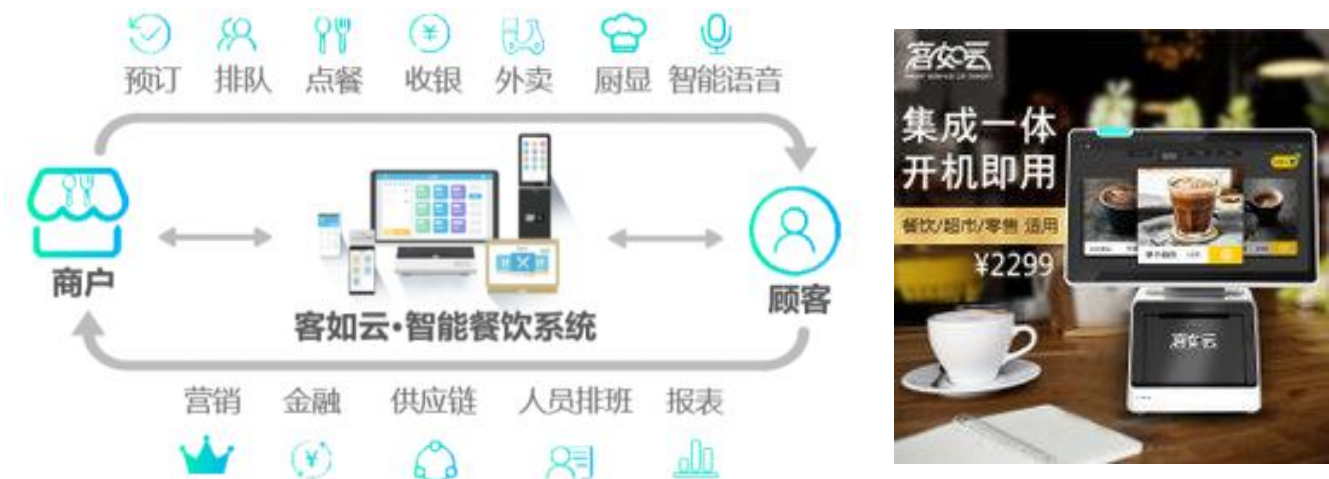 预订 排队 点餐 收银 外卖 厨显 智能语音
商户
顾客
客如云·智能餐饮系统
营销 金融 供应链 人员排班 报表
客如云
集成一体
开机即用
餐饮/超市/零售 适用
¥2299
客如云